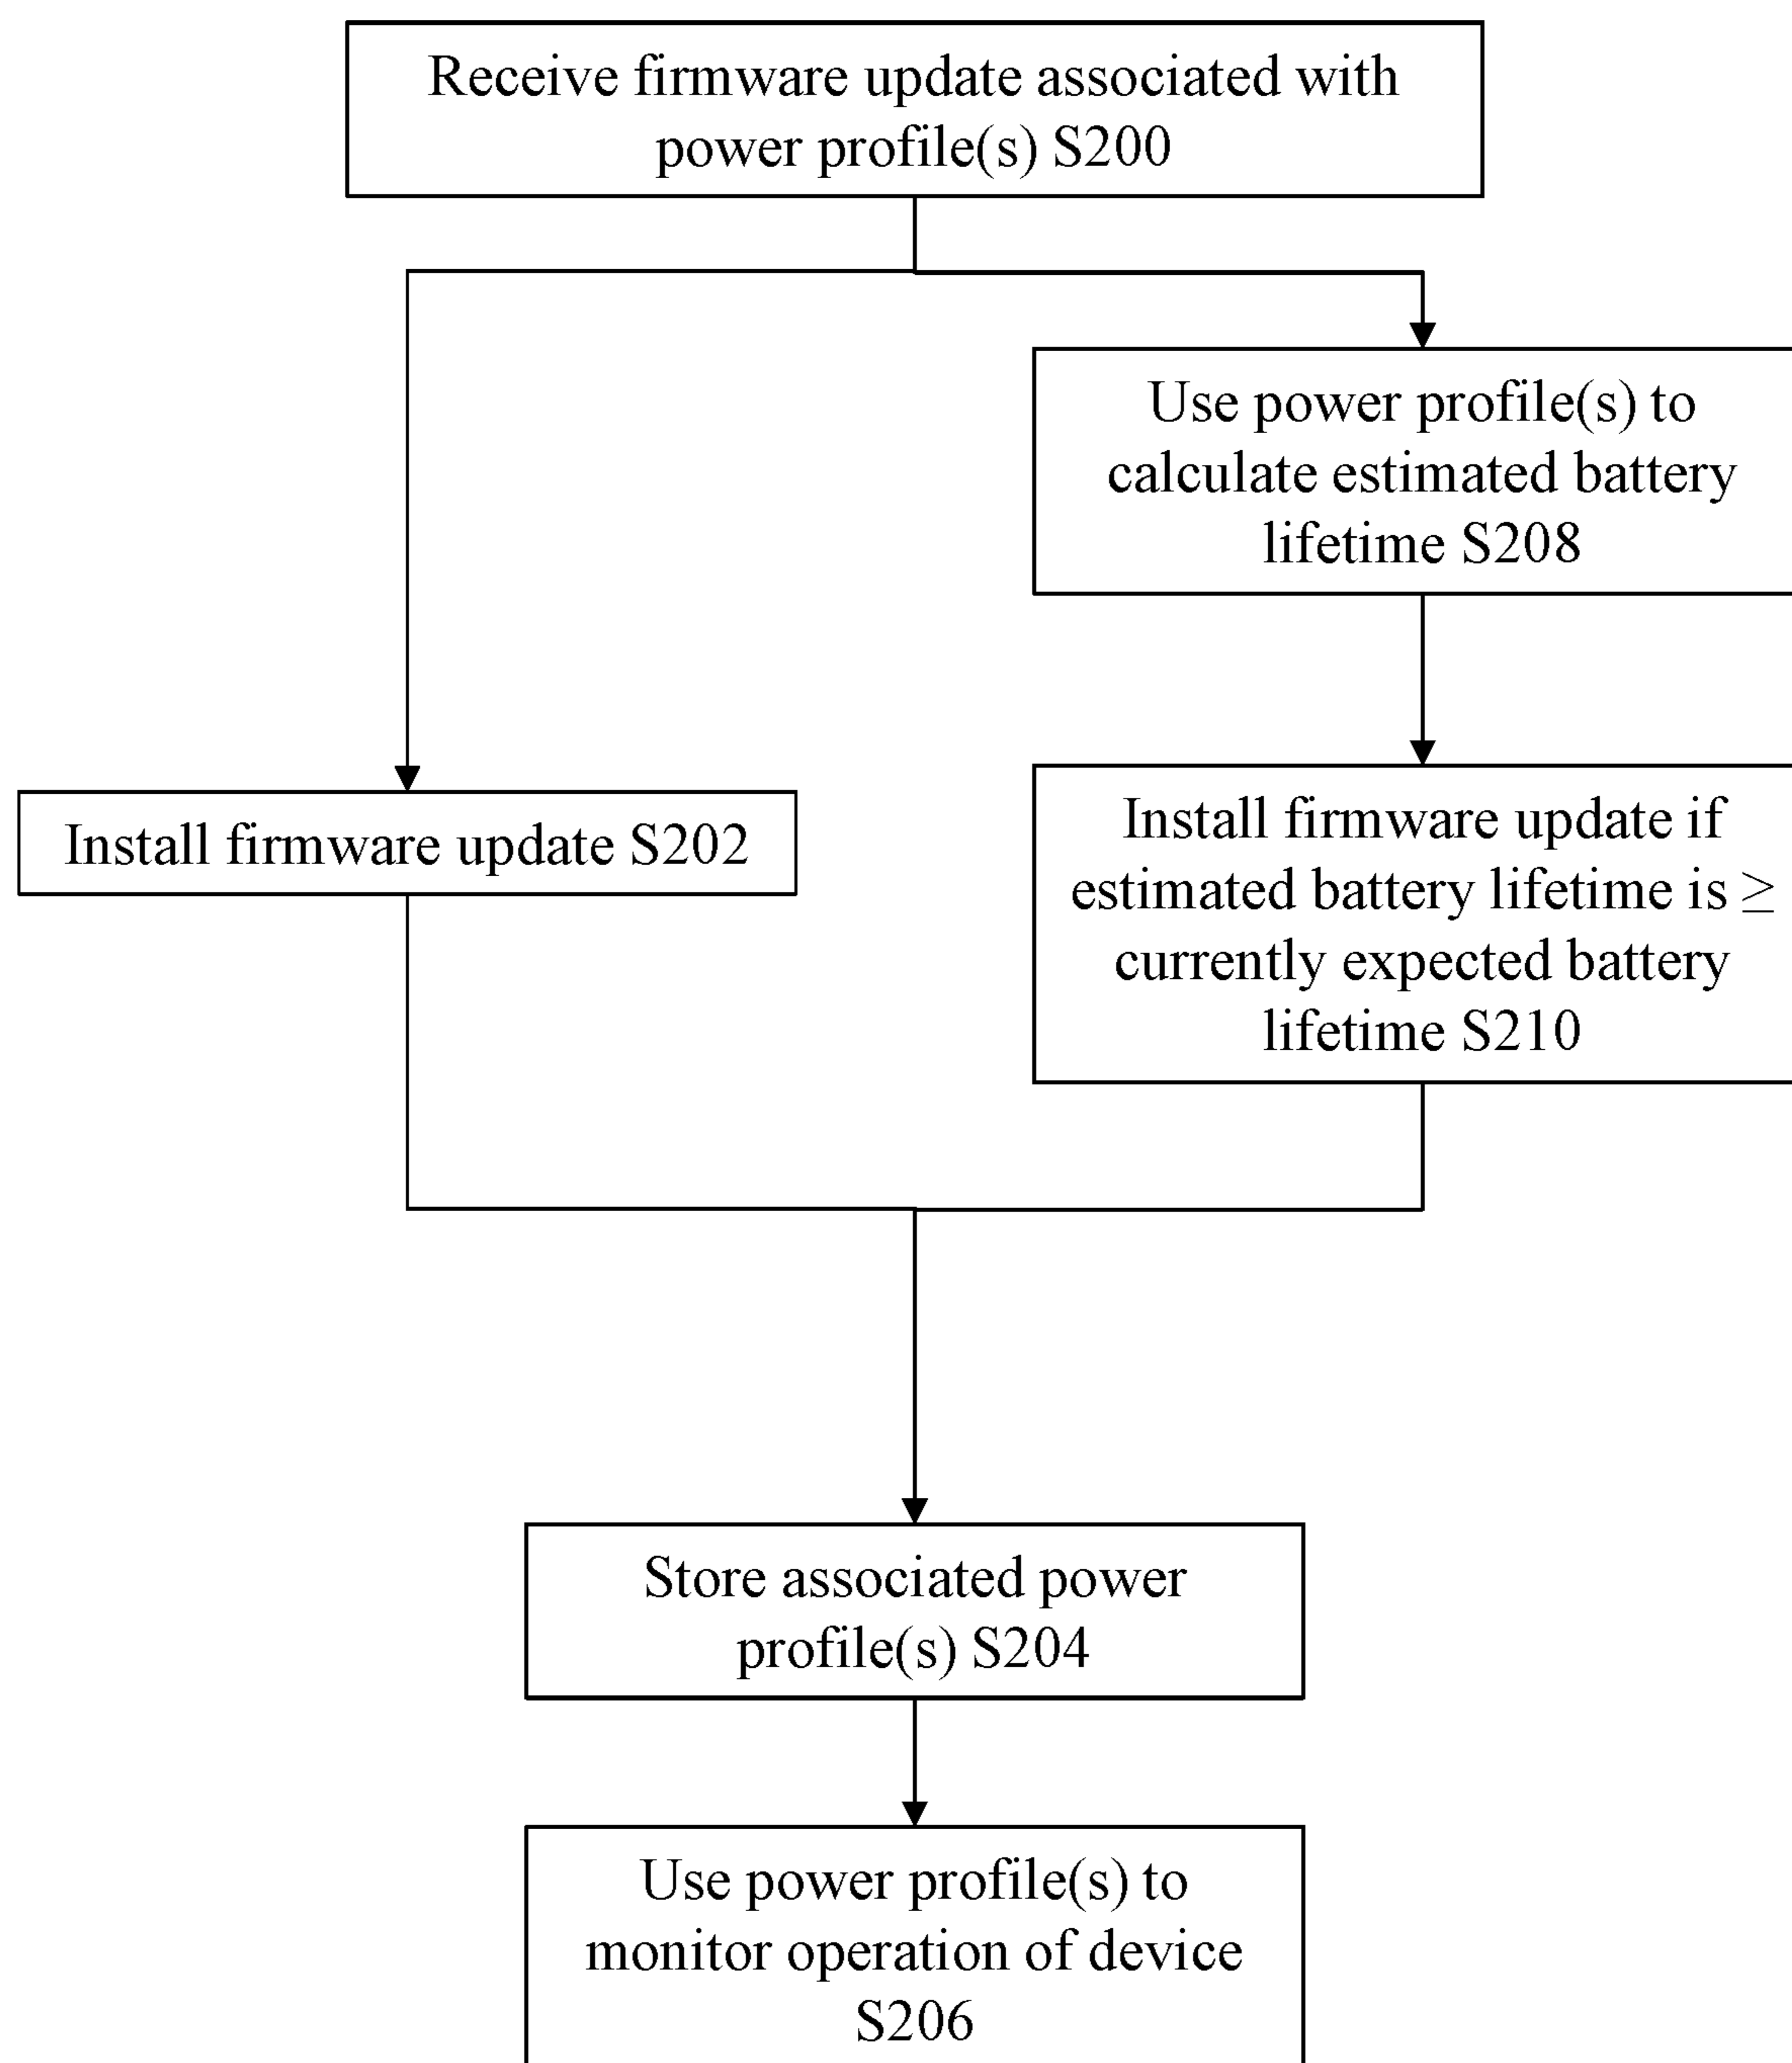 Receive firmware update associated with
power profile(s) S200
Use power profile(s) to
calculate estimated battery
lifetime S208
Install firmware update S202
Install firmware update if
estimated battery lifetime is ≥
currently expected battery
lifetime S210
Store associated power
profile(s) S204
Use power profile(s) to
monitor operation of device
S206